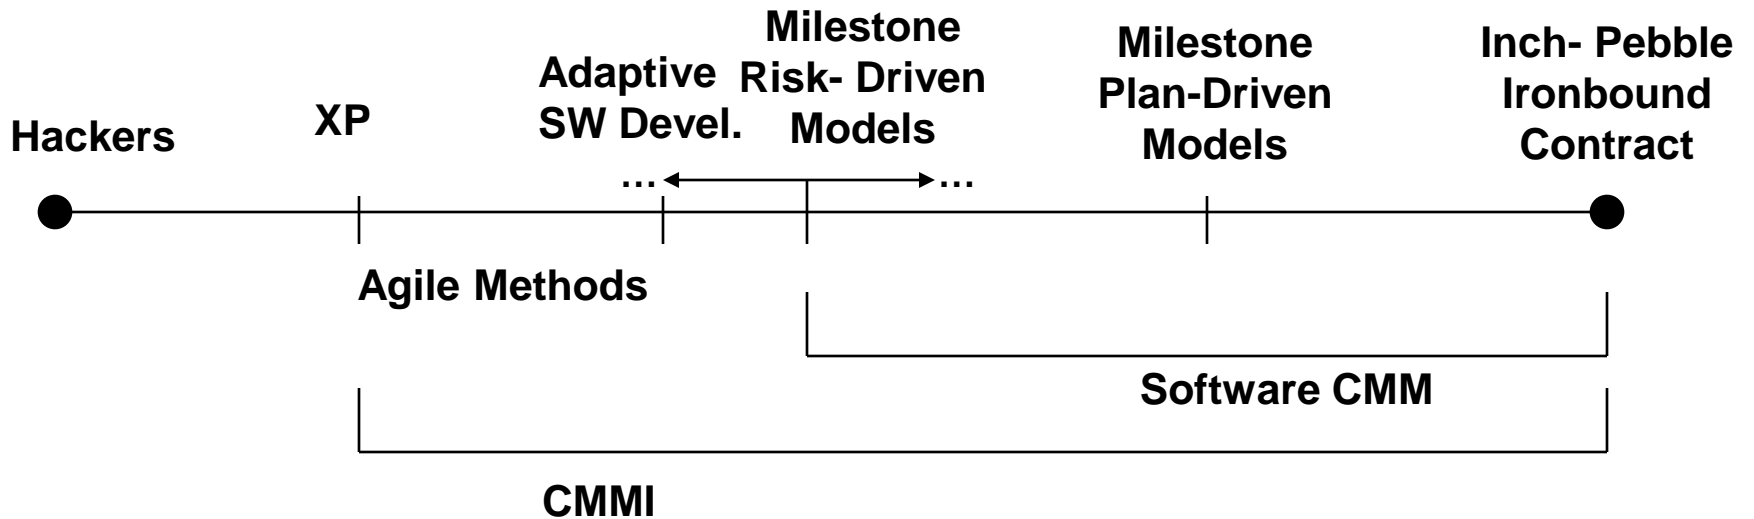 Hackers
XP
Adaptive
SW Devel.
Milestone
Risk- Driven
Models
Milestone
Plan-Driven
Models
Inch- Pebble
Ironbound
Contract
...
...
Agile Methods
Software CMM
CMMI